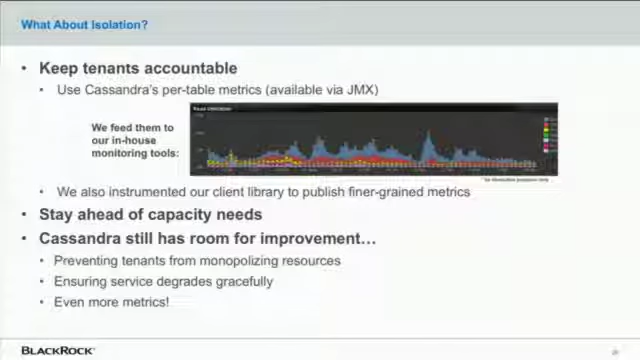 What About Isolation?
• Keep tenants accountable
• Use Cassandra's per-table metrics (available via JMX)
We feed them to
our in-house
monitoring tools:
• We also instrumented our client library to publish finer-grained metrics
• Stay ahead of capacity needs
• Cassandra still has room for improvement…
• Preventing tenants from monopolizing resources
• Ensuring service degrades gracefully
• Even more metrics!
BLACKROCK